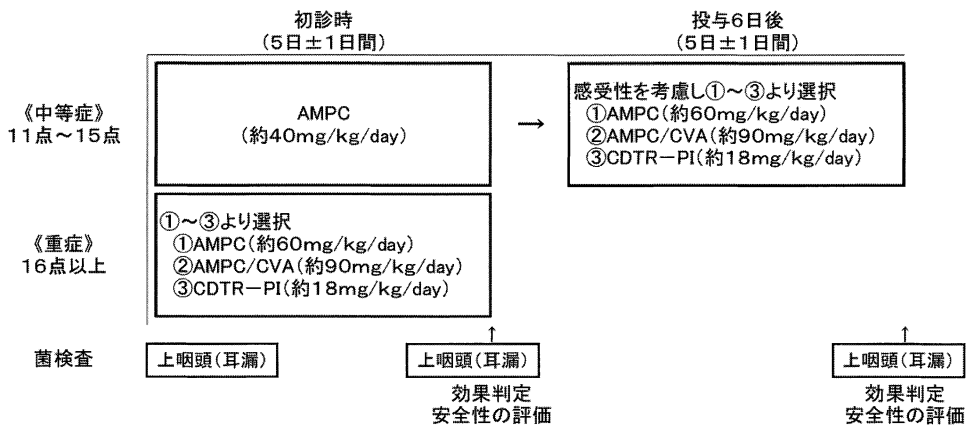 初診時
(5日±1日間)
投与6日後
(5日±1日間)
《中等症》
11点～15点
AMPC
(約40mg/kg/day)
→
感受性を考慮し①～③より選択
①AMPC(約60mg/kg/day)
②AMPC/CVA(約90mg/kg/day)
③CDTR－PI(約18mg/kg/day)
《重症》
16点以上
①～③より選択
①AMPC(約60mg/kg/day)
②AMPC/CVA(約90mg/kg/day)
③CDTR－PI(約18mg/kg/day)
↑
↑
菌検査
上咽頭(耳漏)
上咽頭(耳漏)
上咽頭(耳漏)
効果判定
安全性の評価
効果判定
安全性の評価